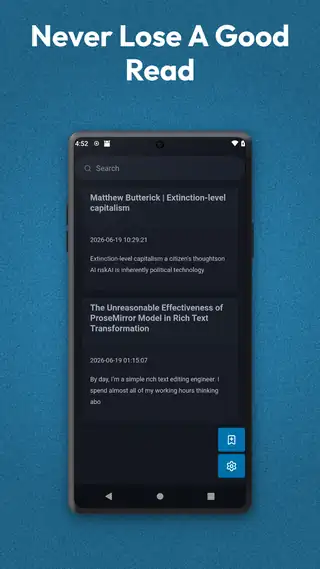 Never Lose A Good
Read
4:52
Search
Matthew Butterick | Extinction-level
capitalism
2026-06-19 10:29:21
Extinction-level capitalism a citizen's thoughtson
AI riskAI is inherently political technology
The Unreasonable Effectiveness of
ProseMirror Model in Rich Text
Transformation
2026-06-19 01:15:07
By day, I'm a simple rich text editing engineer. I
spend almost all of my working hours thinking
abo